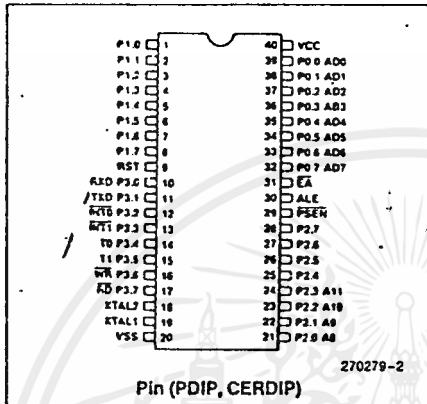 P1.0 1 40 VCC
P1.1 2 39 P0.0 AD0
P1.2 3 38 P0.1 AD1
P1.3 4 37 P0.2 AD2
P1.4 5 36 P0.3 AD3
P1.5 6 35 P0.4 AD4
P1.6 7 34 P0.5 AD5
P1.7 8 33 P0.6 AD6
RST 9 32 P0.7 AD7
RXD P3.0 10 31 EA
TXD P3.1 11 30 ALE
INT0 P3.2 12 29 PSEN
INT1 P3.3 13 28 P2.7
T0 P3.4 14 27 P2.6
T1 P3.5 15 26 P2.5
WR P3.6 16 25 P2.4
RD P3.7 17 24 P2.3 A11
XTAL2 18 23 P2.2 A10
XTAL1 19 22 P2.1 A9
VSS 20 21 P2.0 A8
270279-2
Pin (PDIP, CERDIP)